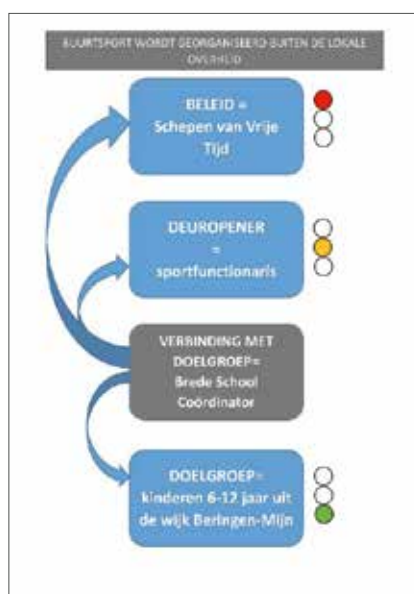 BUURTSPORT WORDT GEORGANISEERD BUITEN DE LOKALE
OVERHEID
BELEID =
Schepen van Vrije
Tijd
DEUROPENER
=
sportfunctionaris
VERBINDING MET
DOELGROEP=
Brede School
Coördinator
DOELGROEP=
kinderen 6-12 jaar uit
de wijk Beringen-Mijn